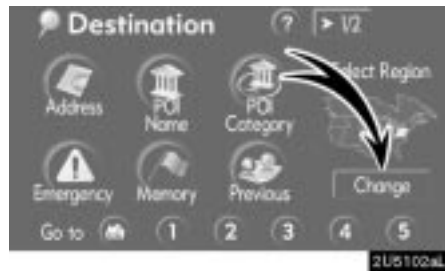 Destination
? > 1/2
Select Region
Address
POI Name
POI Category
Emergency
Memory
Previous
Change
Go to 1 2 3 4 5
2U5102aL